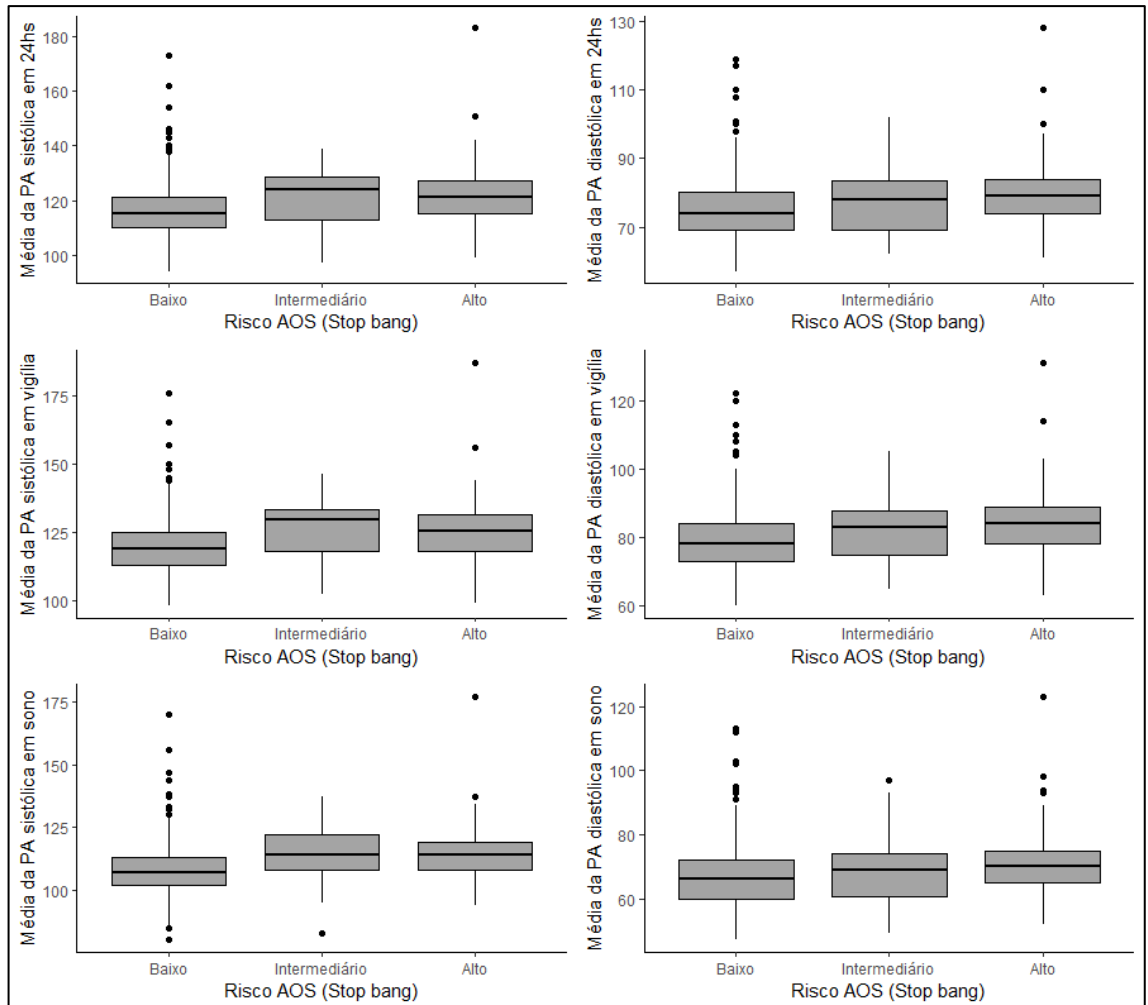 Média da PA sistólica em 24hs
180
160
140
120
100
Baixo Intermediário Alto
Risco AOS (Stop bang)
Média da PA diastólica em 24hs
130
110
90
70
Baixo Intermediário Alto
Risco AOS (Stop bang)
Média da PA sistólica em vigília
175
150
125
100
Baixo Intermediário Alto
Risco AOS (Stop bang)
Média da PA diastólica em vigília
120
100
80
60
Baixo Intermediário Alto
Risco AOS (Stop bang)
Média da PA sistólica em sono
175
150
125
100
Baixo Intermediário Alto
Risco AOS (Stop bang)
Média da PA diastólica em sono
120
100
80
60
Baixo Intermediário Alto
Risco AOS (Stop bang)